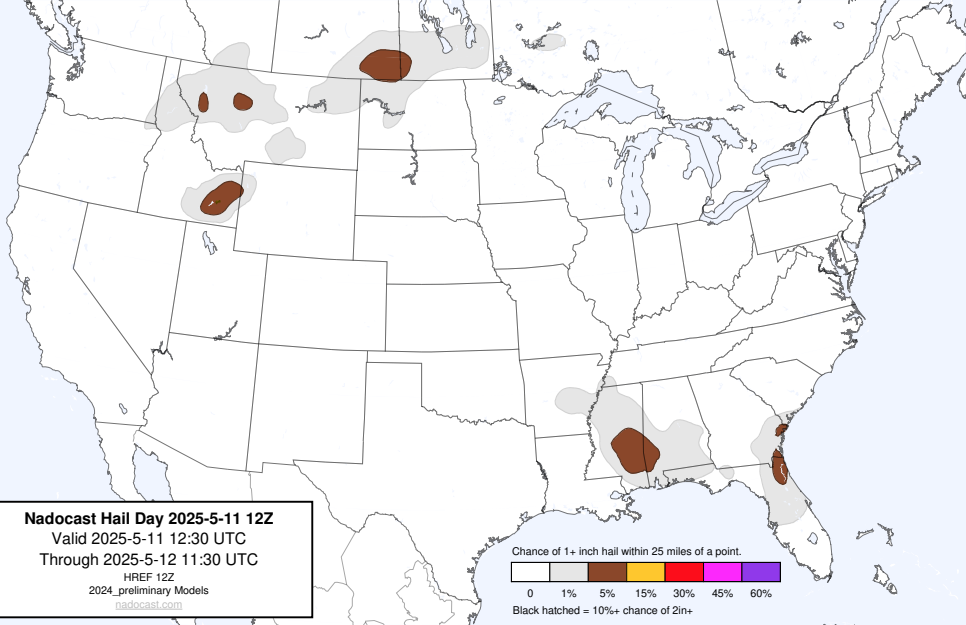 Nadocast Hail Day 2025-5-11 12Z
Valid 2025-5-11 12:30 UTC
Through 2025-5-12 11:30 UTC
HREF 12Z
2024_preliminary Models
nadocast.com
Chance of 1+ inch hail within 25 miles of a point.
0 1% 5% 15% 30% 45% 60%
Black hatched = 10%+ chance of 2in+